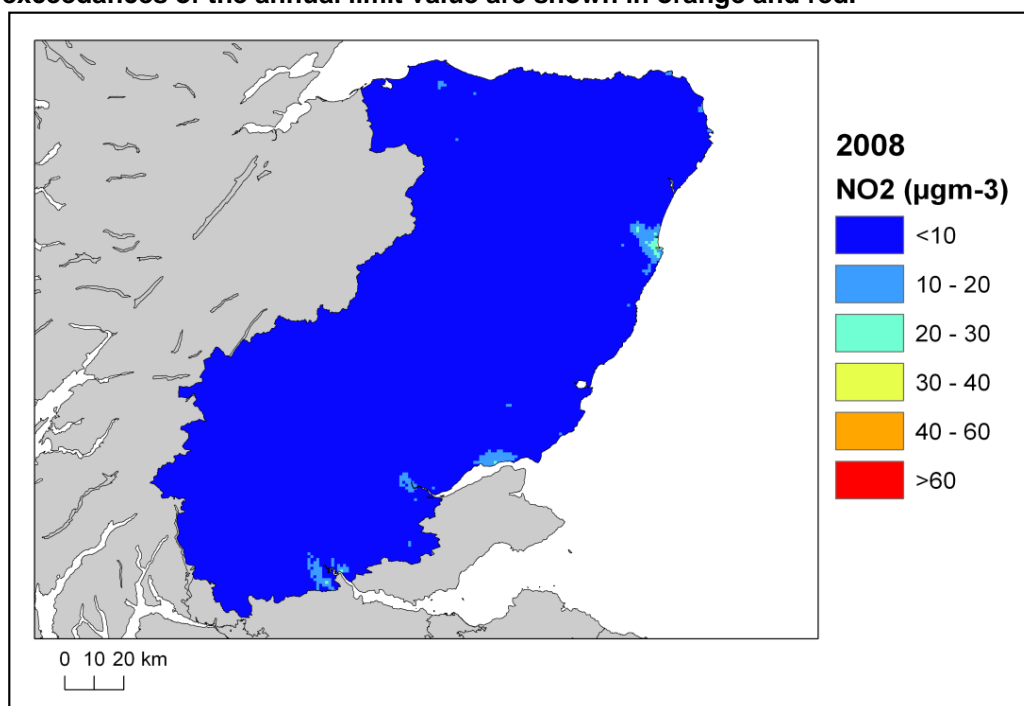 exceedances of the annual limit value are shown in orange and red.
2008
NO2 (µgm-3)
<10
10 - 20
20 - 30
30 - 40
40 - 60
>60
0 10 20 km